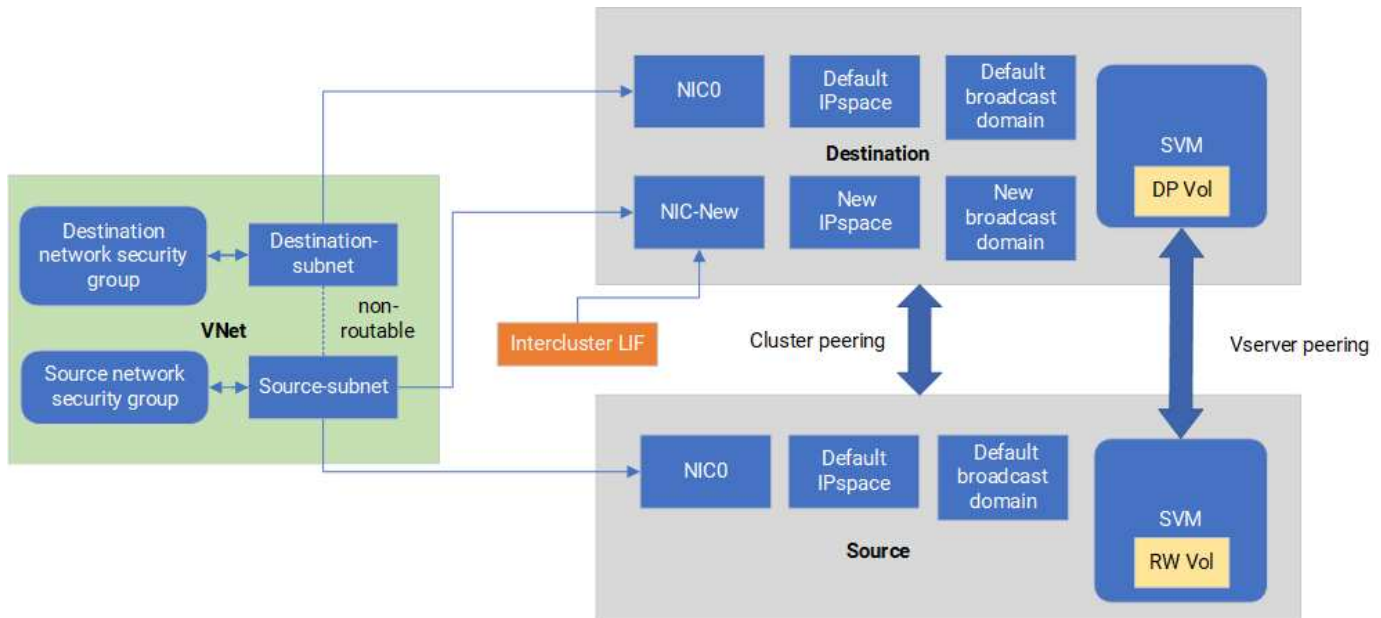 NIC0
Default
IPspace
Default
broadcast
domain
SVM
DP Vol
Destination
NIC-New
New
IPspace
New
broadcast
domain
Destination
network security
group
Destination-
subnet
non-
routable
VNet
Source network
security group
Source-subnet
Intercluster LIF
Cluster peering
Vserver peering
NIC0
Default
IPspace
Default
broadcast
domain
SVM
RW Vol
Source